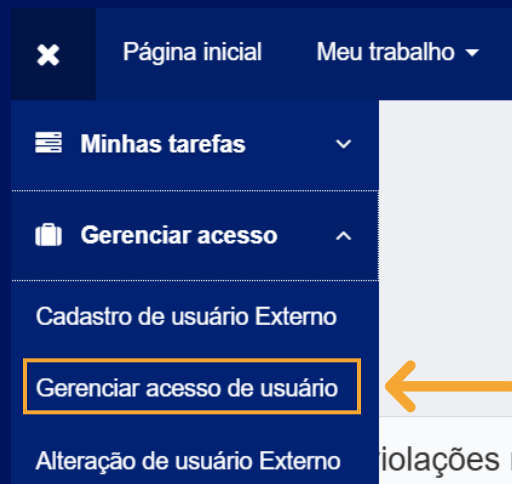 Página inicial Meu trabalho
Minhas tarefas
Gerenciar acesso
Cadastro de usuário Externo
Gerenciar acesso de usuário
Alteração de usuário Externo